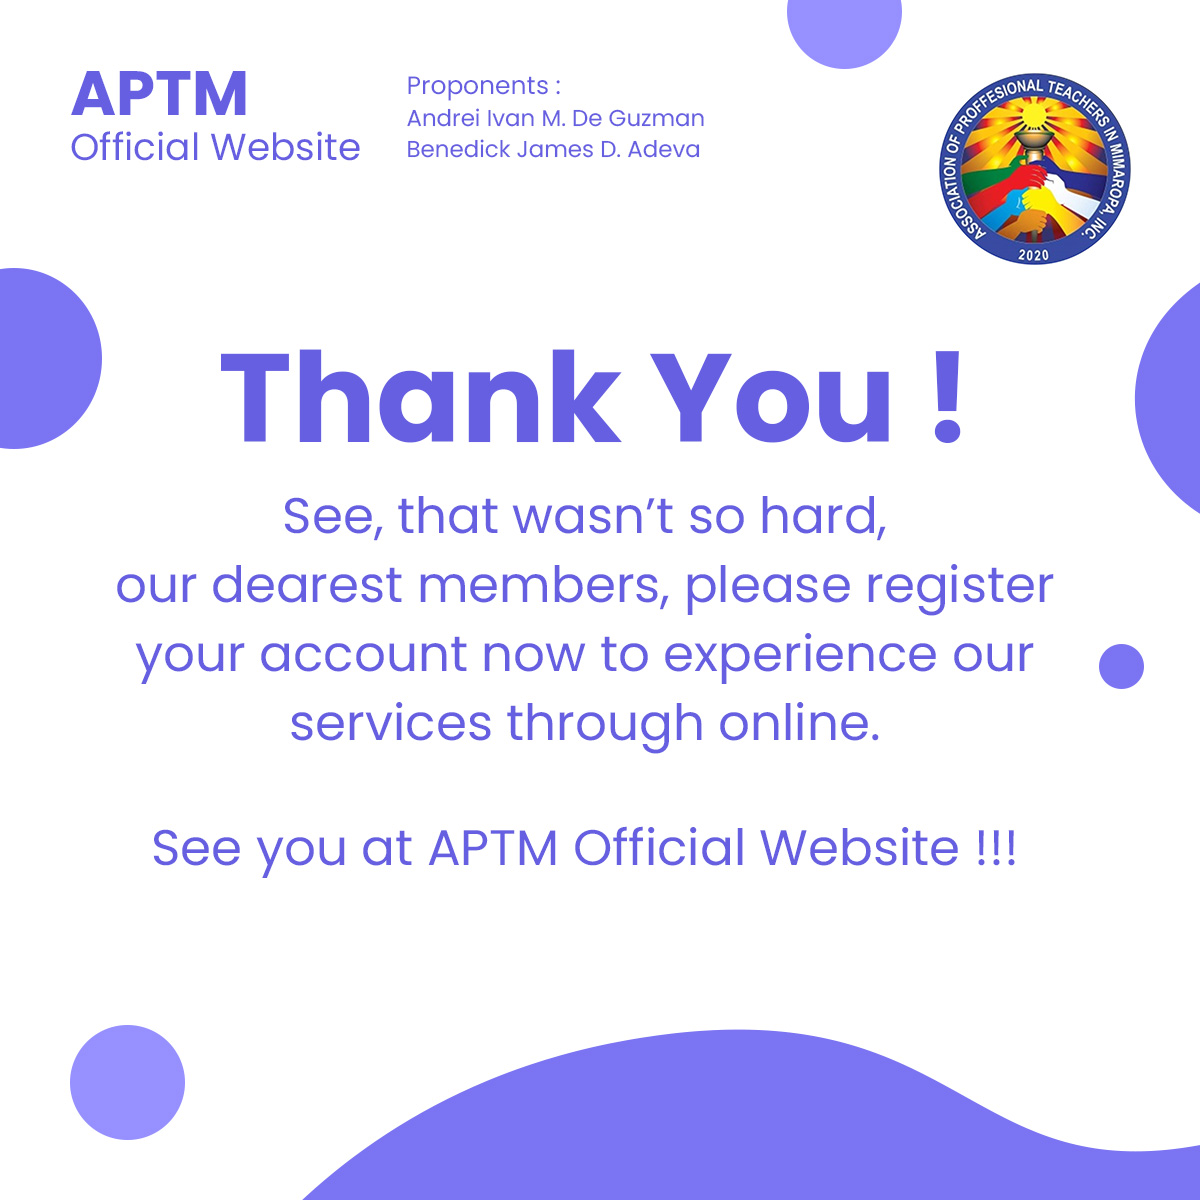 APTM
Official Website
Proponents :
Andrei Ivan M. De Guzman
Benedick James D. Adeva
ASSOCIATION OF PROFFESIONAL TEACHERS IN MIMAROPA, INC.
2020
Thank You !
See, that wasn’t so hard,
our dearest members, please register
your account now to experience our
services through online.
See you at APTM Official Website !!!